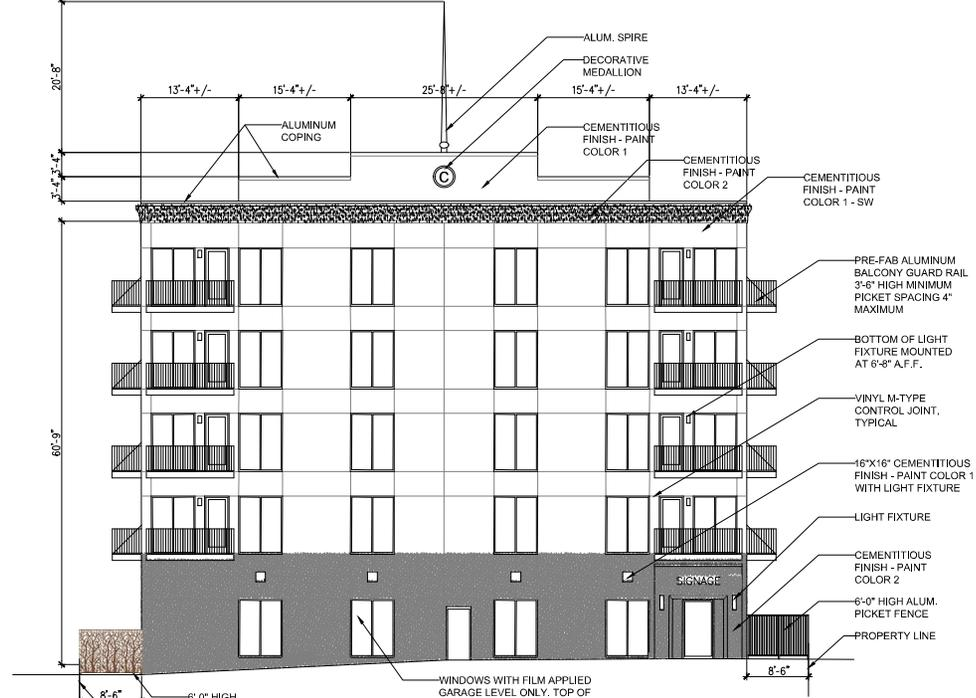 20'-8"
ALUM. SPIRE
DECORATIVE
MEDALLION
13'-4"+/-
15'-4"+/-
25'-8"+/-
15'-4"+/-
13'-4"+/-
ALUMINUM
COPING
CEMENTITIOUS
FINISH - PAINT
COLOR 1
3'-4"
3'-4"
C
CEMENTITIOUS
FINISH - PAINT
COLOR 2
CEMENTITIOUS
FINISH - PAINT
COLOR 1 - SW
PRE-FAB ALUMINUM
BALCONY GUARD RAIL
3'-6" HIGH MINIMUM
PICKET SPACING 4"
MAXIMUM
BOTTOM OF LIGHT
FIXTURE MOUNTED
AT 6'-8" A.F.F.
VINYL M-TYPE
CONTROL JOINT,
TYPICAL
60'-9"
16"X16" CEMENTITIOUS
FINISH - PAINT COLOR 1
WITH LIGHT FIXTURE
LIGHT FIXTURE
CEMENTITIOUS
FINISH - PAINT
COLOR 2
SIGNAGE
6'-0" HIGH ALUM.
PICKET FENCE
PROPERTY LINE
8'-6"
8'-6"
6'-0" HIGH
WINDOWS WITH FILM APPLIED
GARAGE LEVEL ONLY. TOP OF